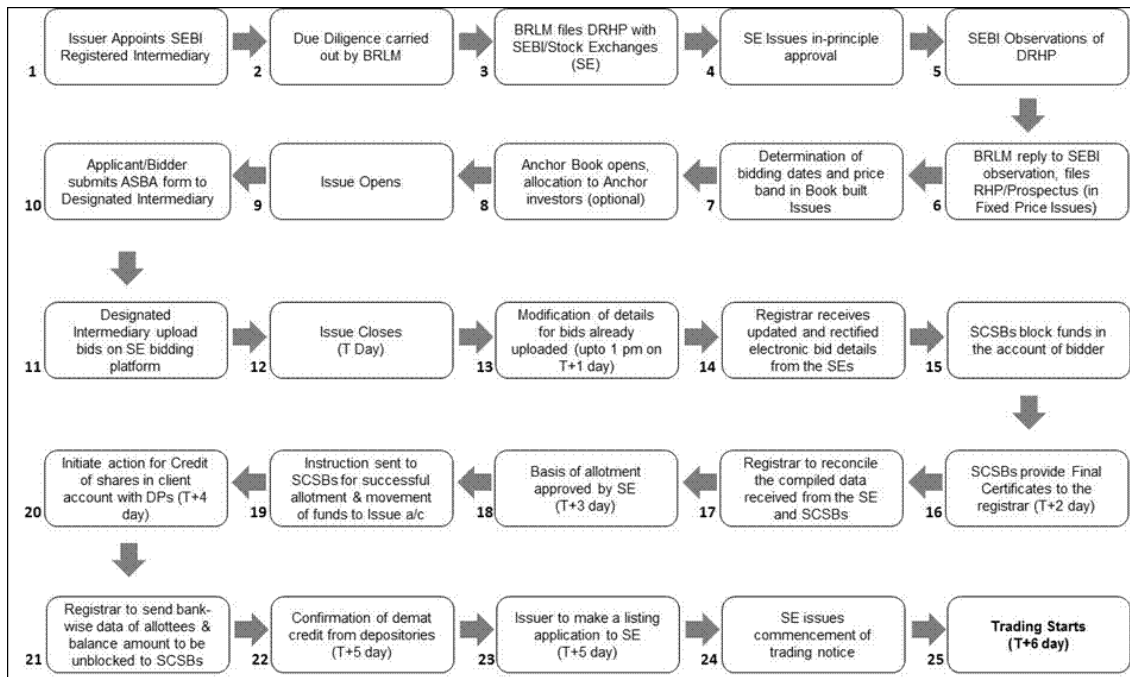 Issuer Appoints SEBI
Registered Intermediary
1
Due Diligence carried
out by BRLM
2
BRLM files DRHP with
SEBI/Stock Exchanges
(SE)
3
SE Issues in-principle
approval
4
SEBI Observations of
DRHP
5
BRLM reply to SEBI
observation, files
RHP/Prospectus (in
Fixed Price Issues)
6
Determination of
bidding dates and price
band in Book built
Issues
7
Anchor Book opens,
allocation to Anchor
investors (optional)
8
Issue Opens
9
Applicant/Bidder
submits ASBA form to
Designated Intermediary
10
Designated
Intermediary upload
bids on SE bidding
platform
11
Issue Closes
(T Day)
12
Modification of details
for bids already
uploaded (upto 1 pm on
T+1 day)
13
Registrar receives
updated and rectified
electronic bid details
from the SEs
14
SCSBs block funds in
the account of bidder
15
SCSBs provide Final
Certificates to the
registrar (T+2 day)
16
Registrar to reconcile
the compiled data
received from the SE
and SCSBs
17
Basis of allotment
approved by SE
(T+3 day)
18
Instruction sent to
SCSBs for successful
allotment & movement
of funds to Issue a/c
19
Initiate action for Credit
of shares in client
account with DPs (T+4
day)
20
Registrar to send bank-
wise data of allottees &
balance amount to be
unblocked to SCSBs
21
Confirmation of demat
credit from depositories
(T+5 day)
22
Issuer to make a listing
application to SE
(T+5 day)
23
SE issues
commencement of
trading notice
24
Trading Starts
(T+6 day)
25